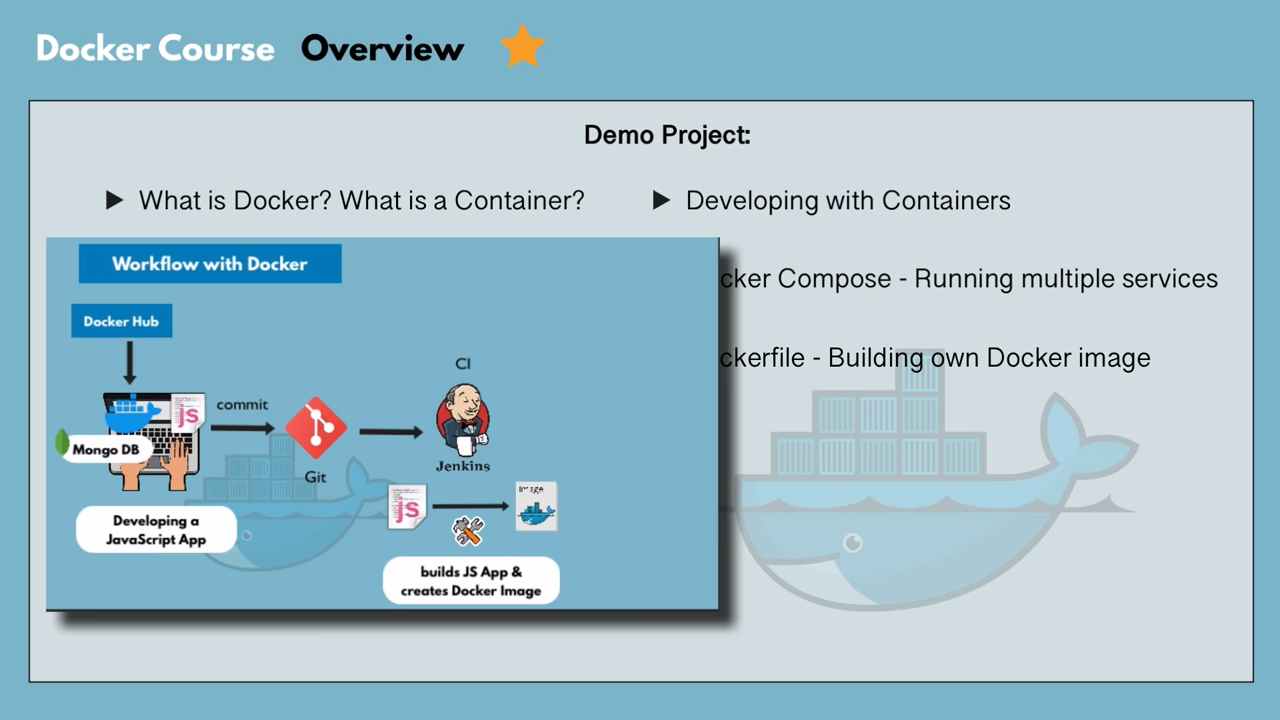 Docker Course Overview
Demo Project:
What is Docker? What is a Container?
Developing with Containers
cker Compose - Running multiple services
ckerfile - Building own Docker image
Workflow with Docker
Docker Hub
JS
Mongo DB
commit
Git
CI
Jenkins
Developing a
JavaScript App
JS
image
builds JS App &
creates Docker Image